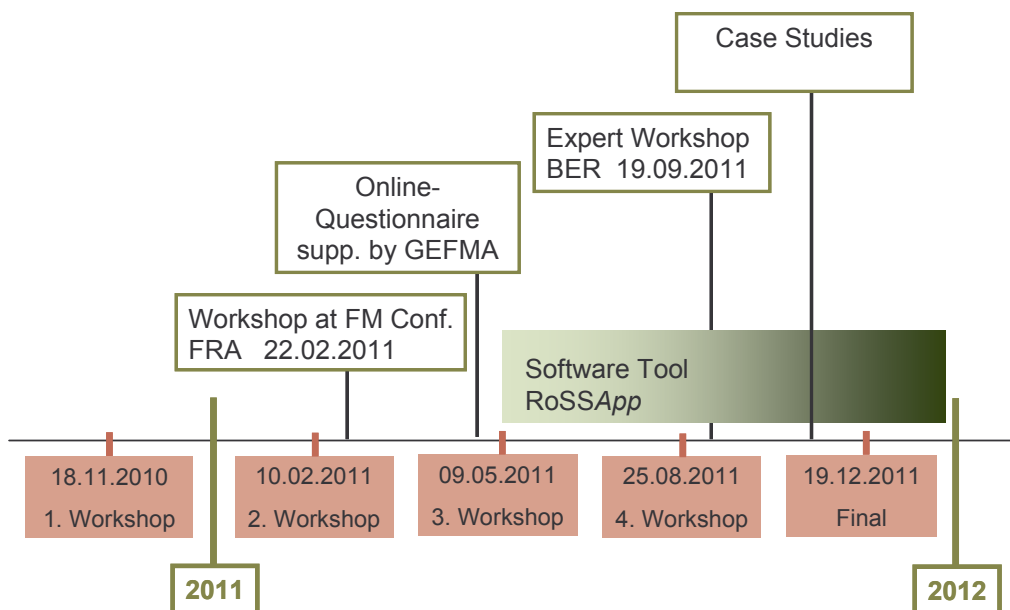 Case Studies
Expert Workshop
BER 19.09.2011
Online-
Questionnaire
supp. by GEFMA
Workshop at FM Conf.
FRA 22.02.2011
Software Tool
RoSSApp
18.11.2010
1. Workshop
10.02.2011
2. Workshop
09.05.2011
3. Workshop
25.08.2011
4. Workshop
19.12.2011
Final
2011
2012